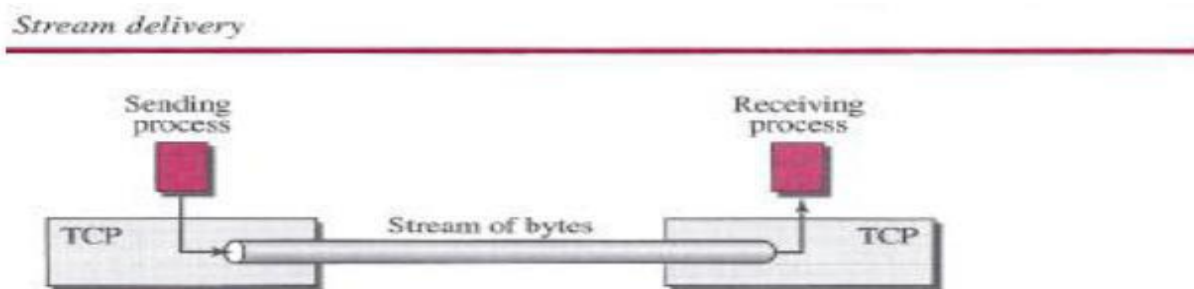 Stream delivery
Sending
process
Receiving
process
TCP
Stream of bytes
TCP